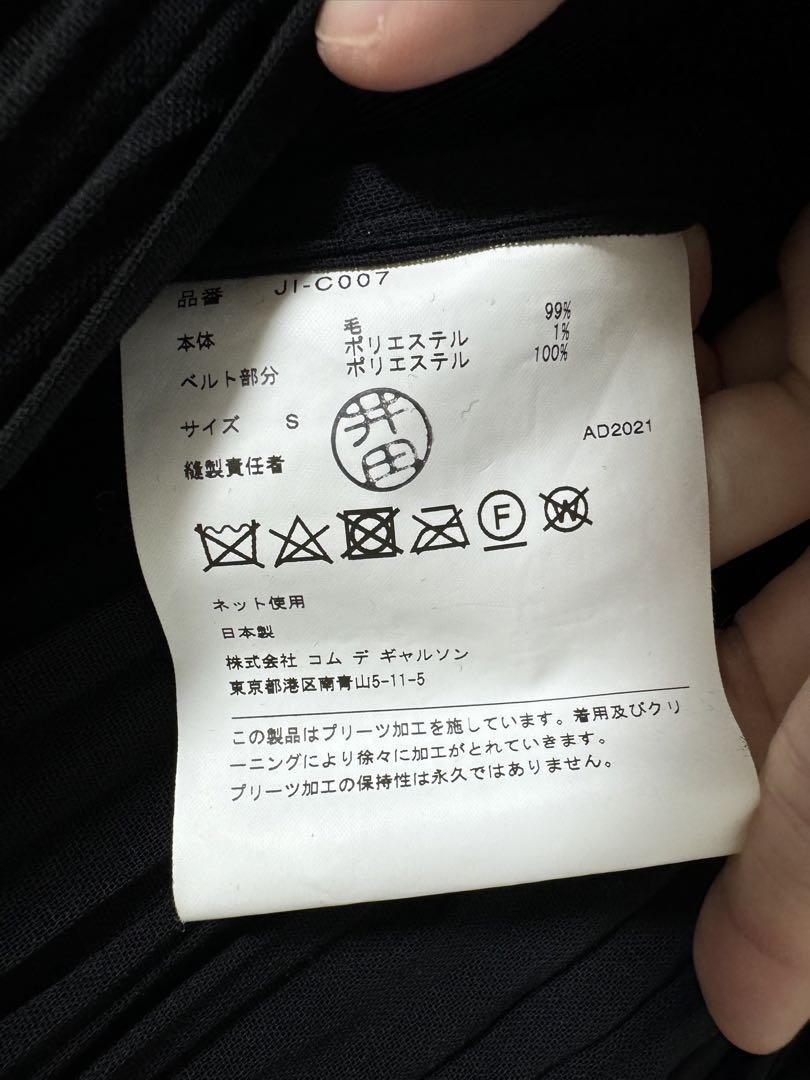 品番 JI-C007
本体 毛 99%
ポリエステル 1%
ベルト部分 ポリエステル 100%
サイズ S
井田
AD2021
縫製責任者
F
W
ネット使用
日本製
株式会社 コム デ ギャルソン
東京都港区南青山5-11-5
この製品はプリーツ加工を施しています。着用及びクリ
ーニングにより徐々に加工がとれていきます。
プリーツ加工の保持性は永久ではありません。